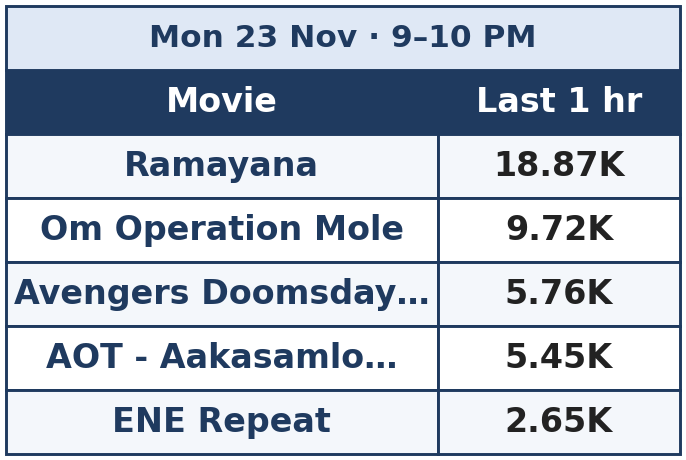 Mon 23 Nov · 9–10 PM
Movie Last 1 hr
Ramayana 18.87K
Om Operation Mole 9.72K
Avengers Doomsday… 5.76K
AOT - Aakasamlo… 5.45K
ENE Repeat 2.65K